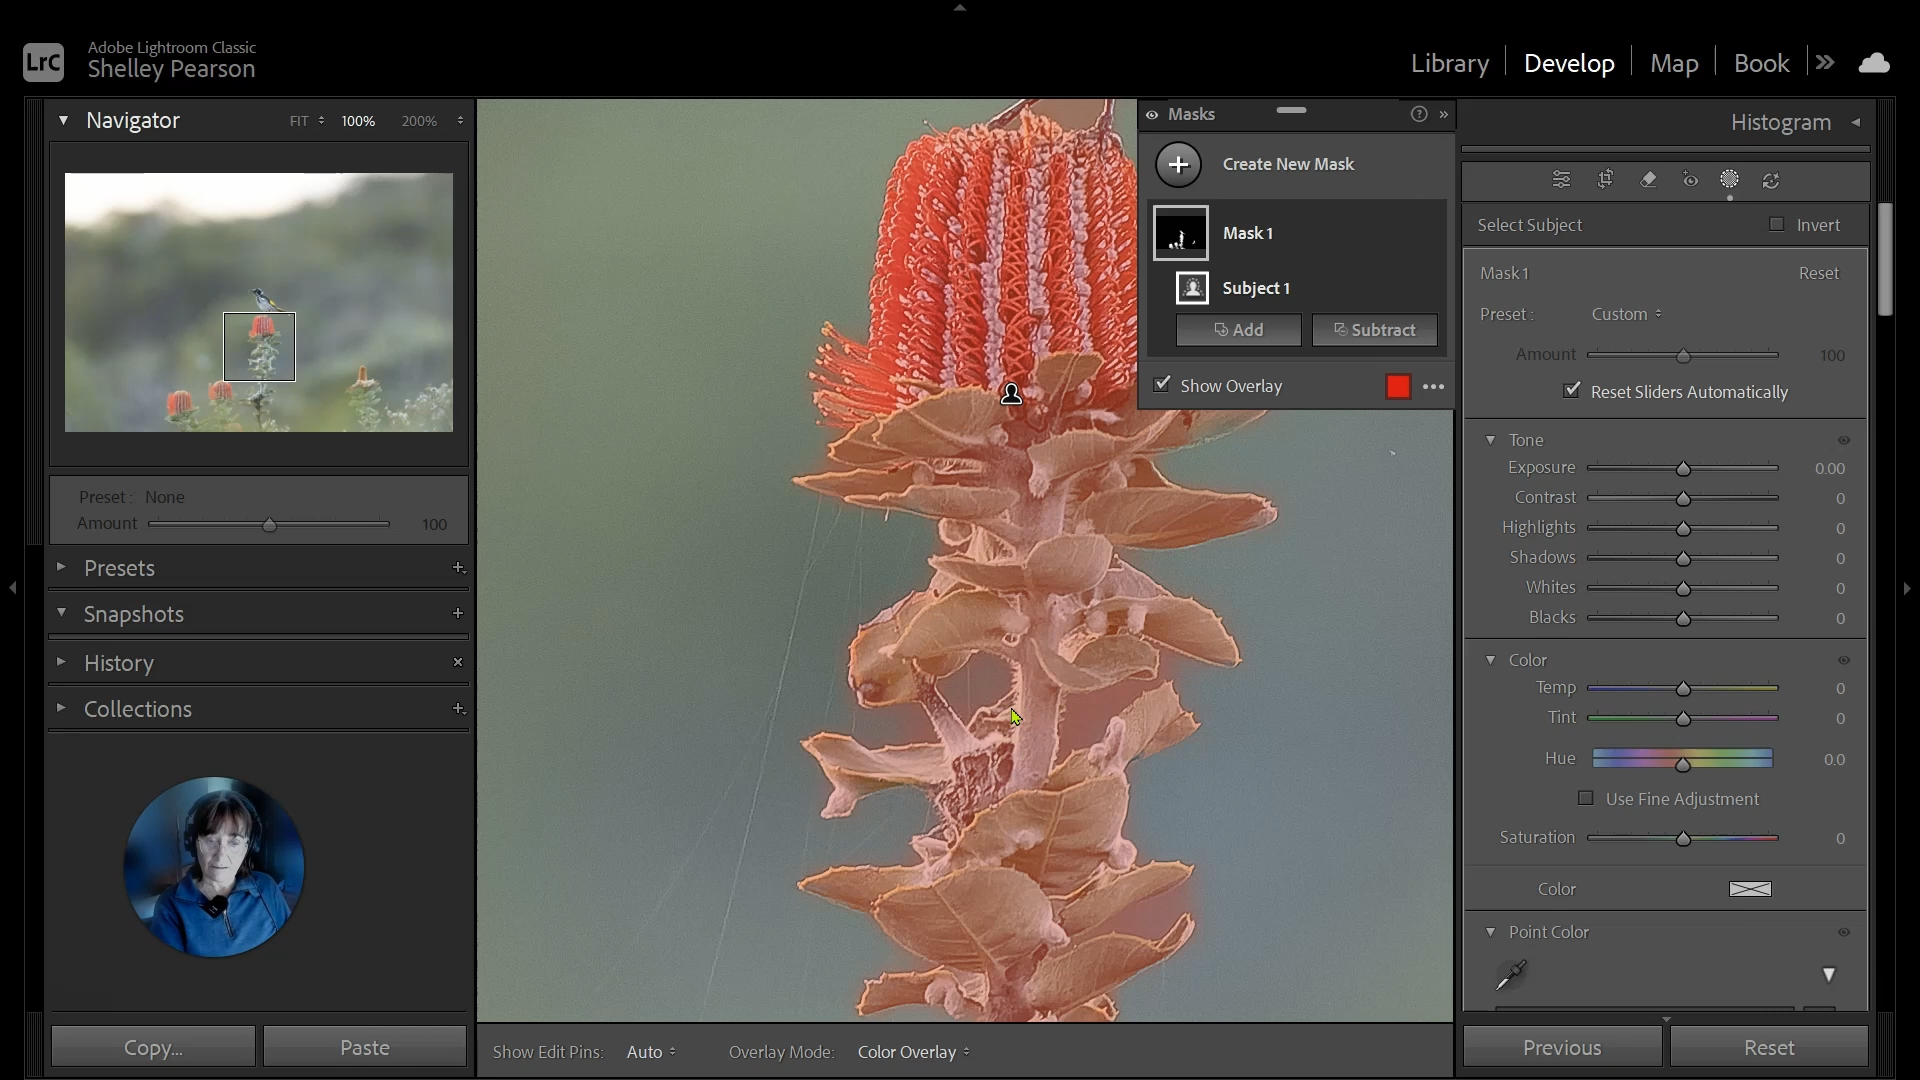 LrC
Adobe Lightroom Classic
Shelley Pearson
Library
Develop
Map
Book
Navigator
FIT
100%
200%
Preset: None
Amount
100
Presets
Snapshots
History
Collections
Copy...
Paste
Masks
Create New Mask
Mask 1
Subject 1
Add
Subtract
Show Overlay
Show Edit Pins: Auto
Overlay Mode: Color Overlay
Histogram
Select Subject
Invert
Mask 1
Reset
Preset: Custom
Amount
100
Reset Sliders Automatically
Tone
Exposure
0.00
Contrast
0
Highlights
0
Shadows
0
Whites
0
Blacks
0
Color
Temp
0
Tint
0
Hue
0.0
Use Fine Adjustment
Saturation
0
Color
Point Color
Previous
Reset